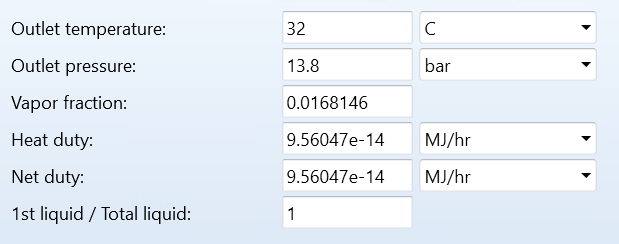 Outlet temperature: 32 C
Outlet pressure: 13.8 bar
Vapor fraction: 0.0168146
Heat duty: 9.56047e-14 MJ/hr
Net duty: 9.56047e-14 MJ/hr
1st liquid / Total liquid: 1